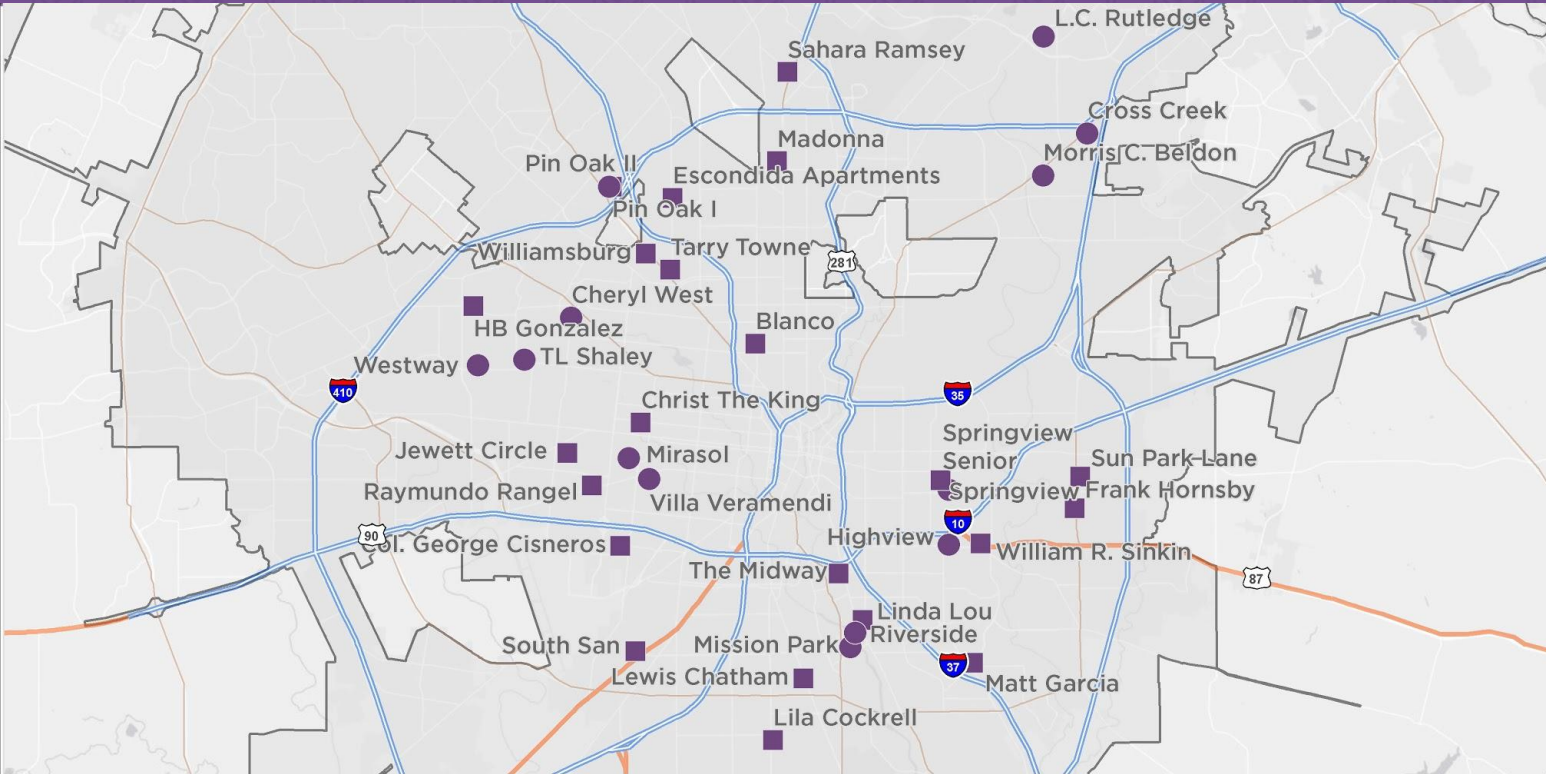 L.C. Rutledge
Sahara Ramsey
Cross Creek
Madonna
Morris C. Beldon
Pin Oak II
Escondida Apartments
Pin Oak I
Williamsburg
Tarry Towne
281
Cheryl West
HB Gonzalez
Blanco
TL Shaley
Westway
410
35
Christ The King
Springview
Senior
Jewett Circle
Mirasol
Sun Park Lane
Raymundo Rangel
Springview
Frank Hornsby
Villa Veramendi
10
90
Col. George Cisneros
Highview
William R. Sinkin
The Midway
87
Linda Lou
Riverside
South San
Mission Park
37
Lewis Chatham
Matt Garcia
Lila Cockrell